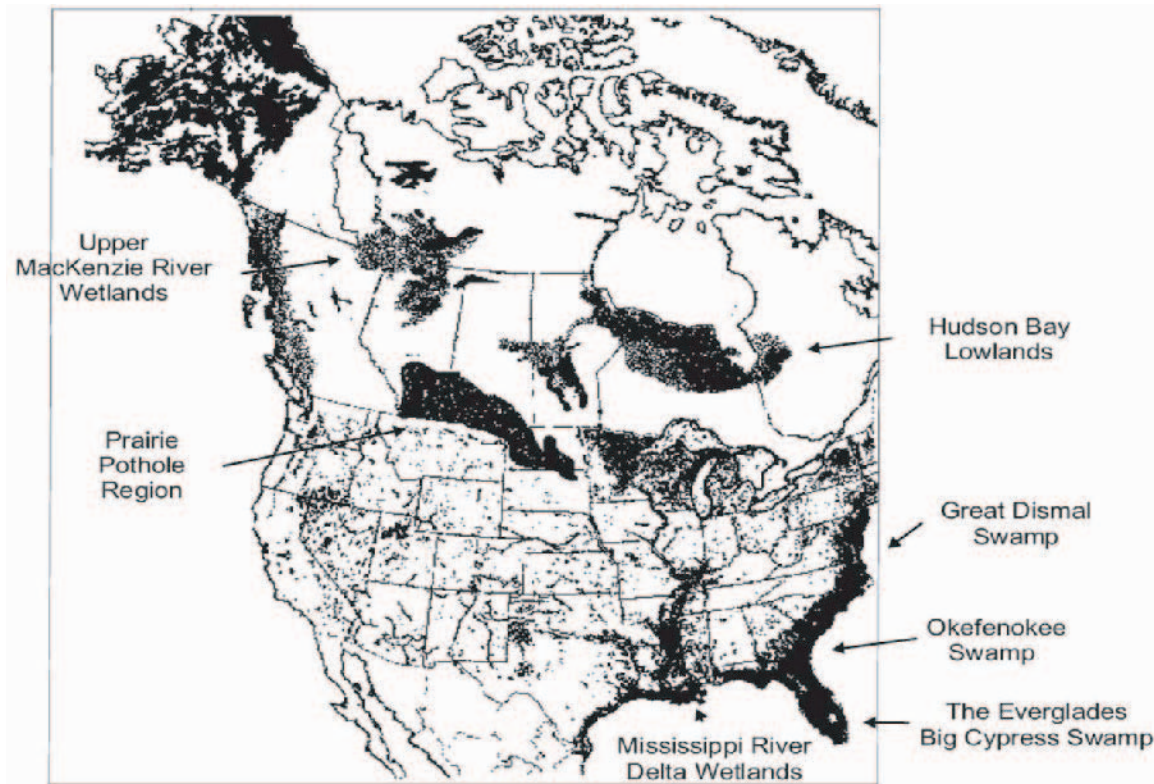 Upper
MacKenzie River
Wetlands
Hudson Bay
Lowlands
Prairie
Pothole
Region
Great Dismal
Swamp
Okefenokee
Swamp
The Everglades
Big Cypress Swamp
Mississippi River
Delta Wetlands